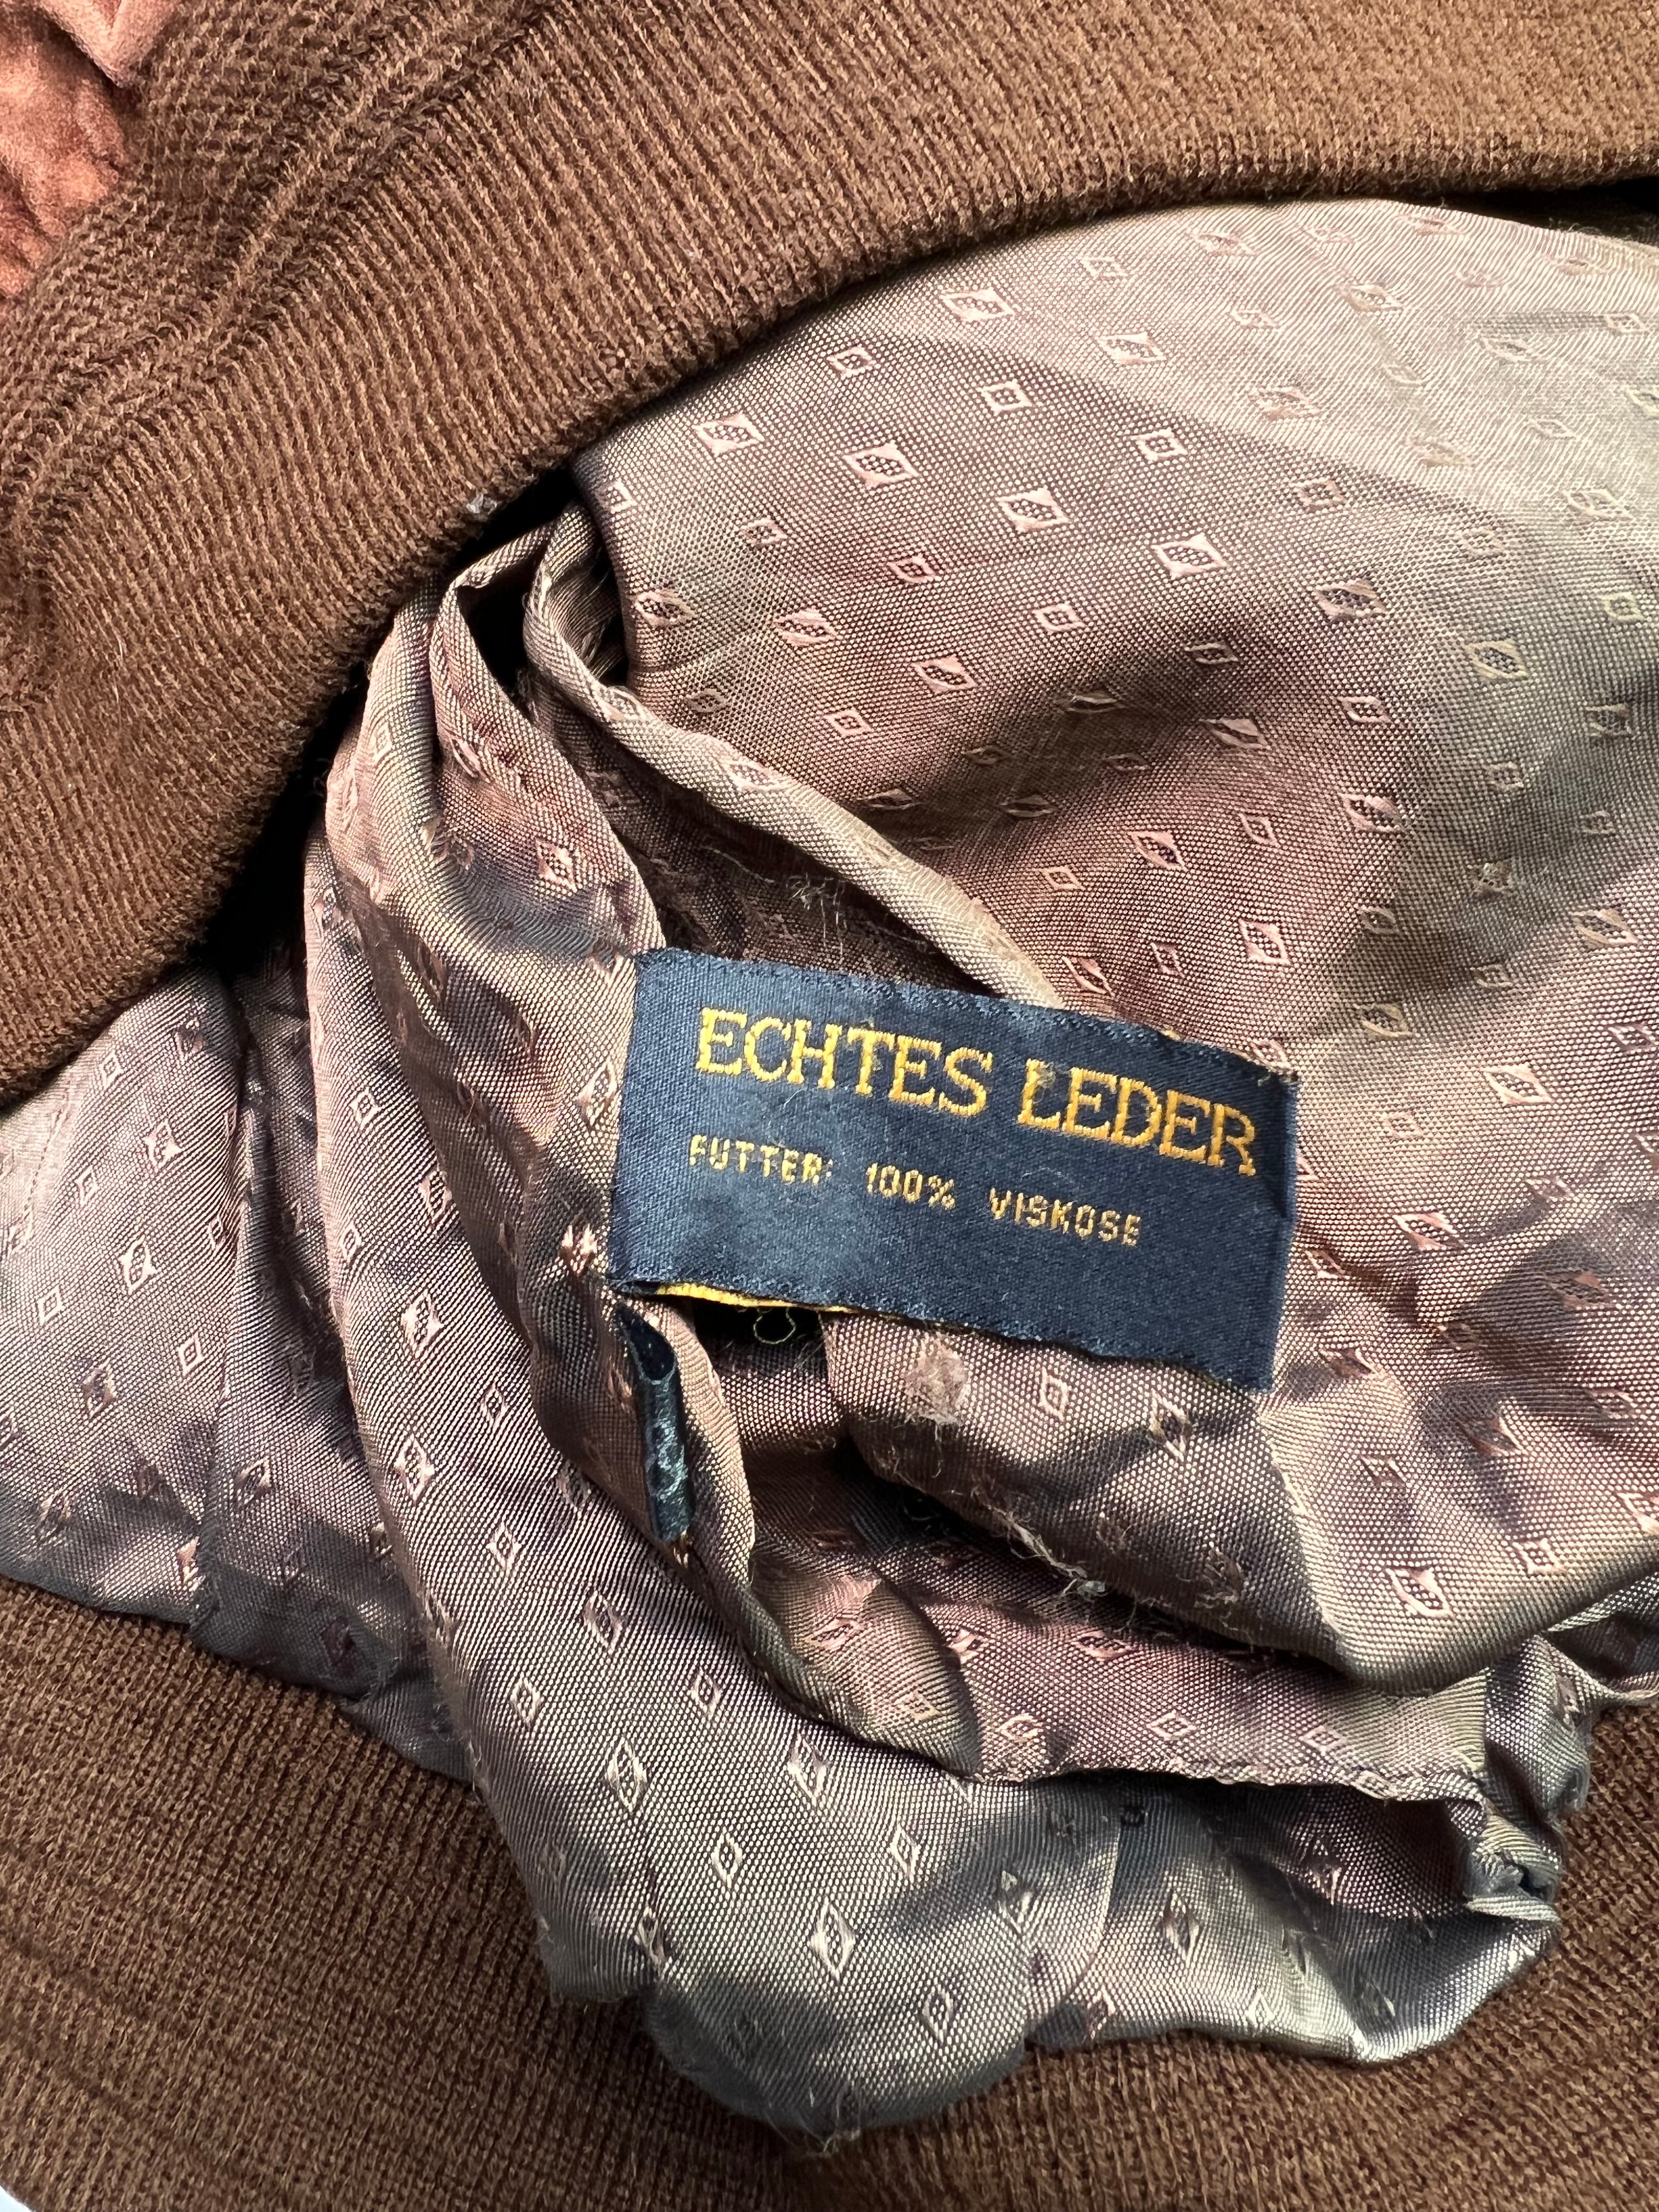 ECHTES LEDER
FUTTER: 100% VISKOSE